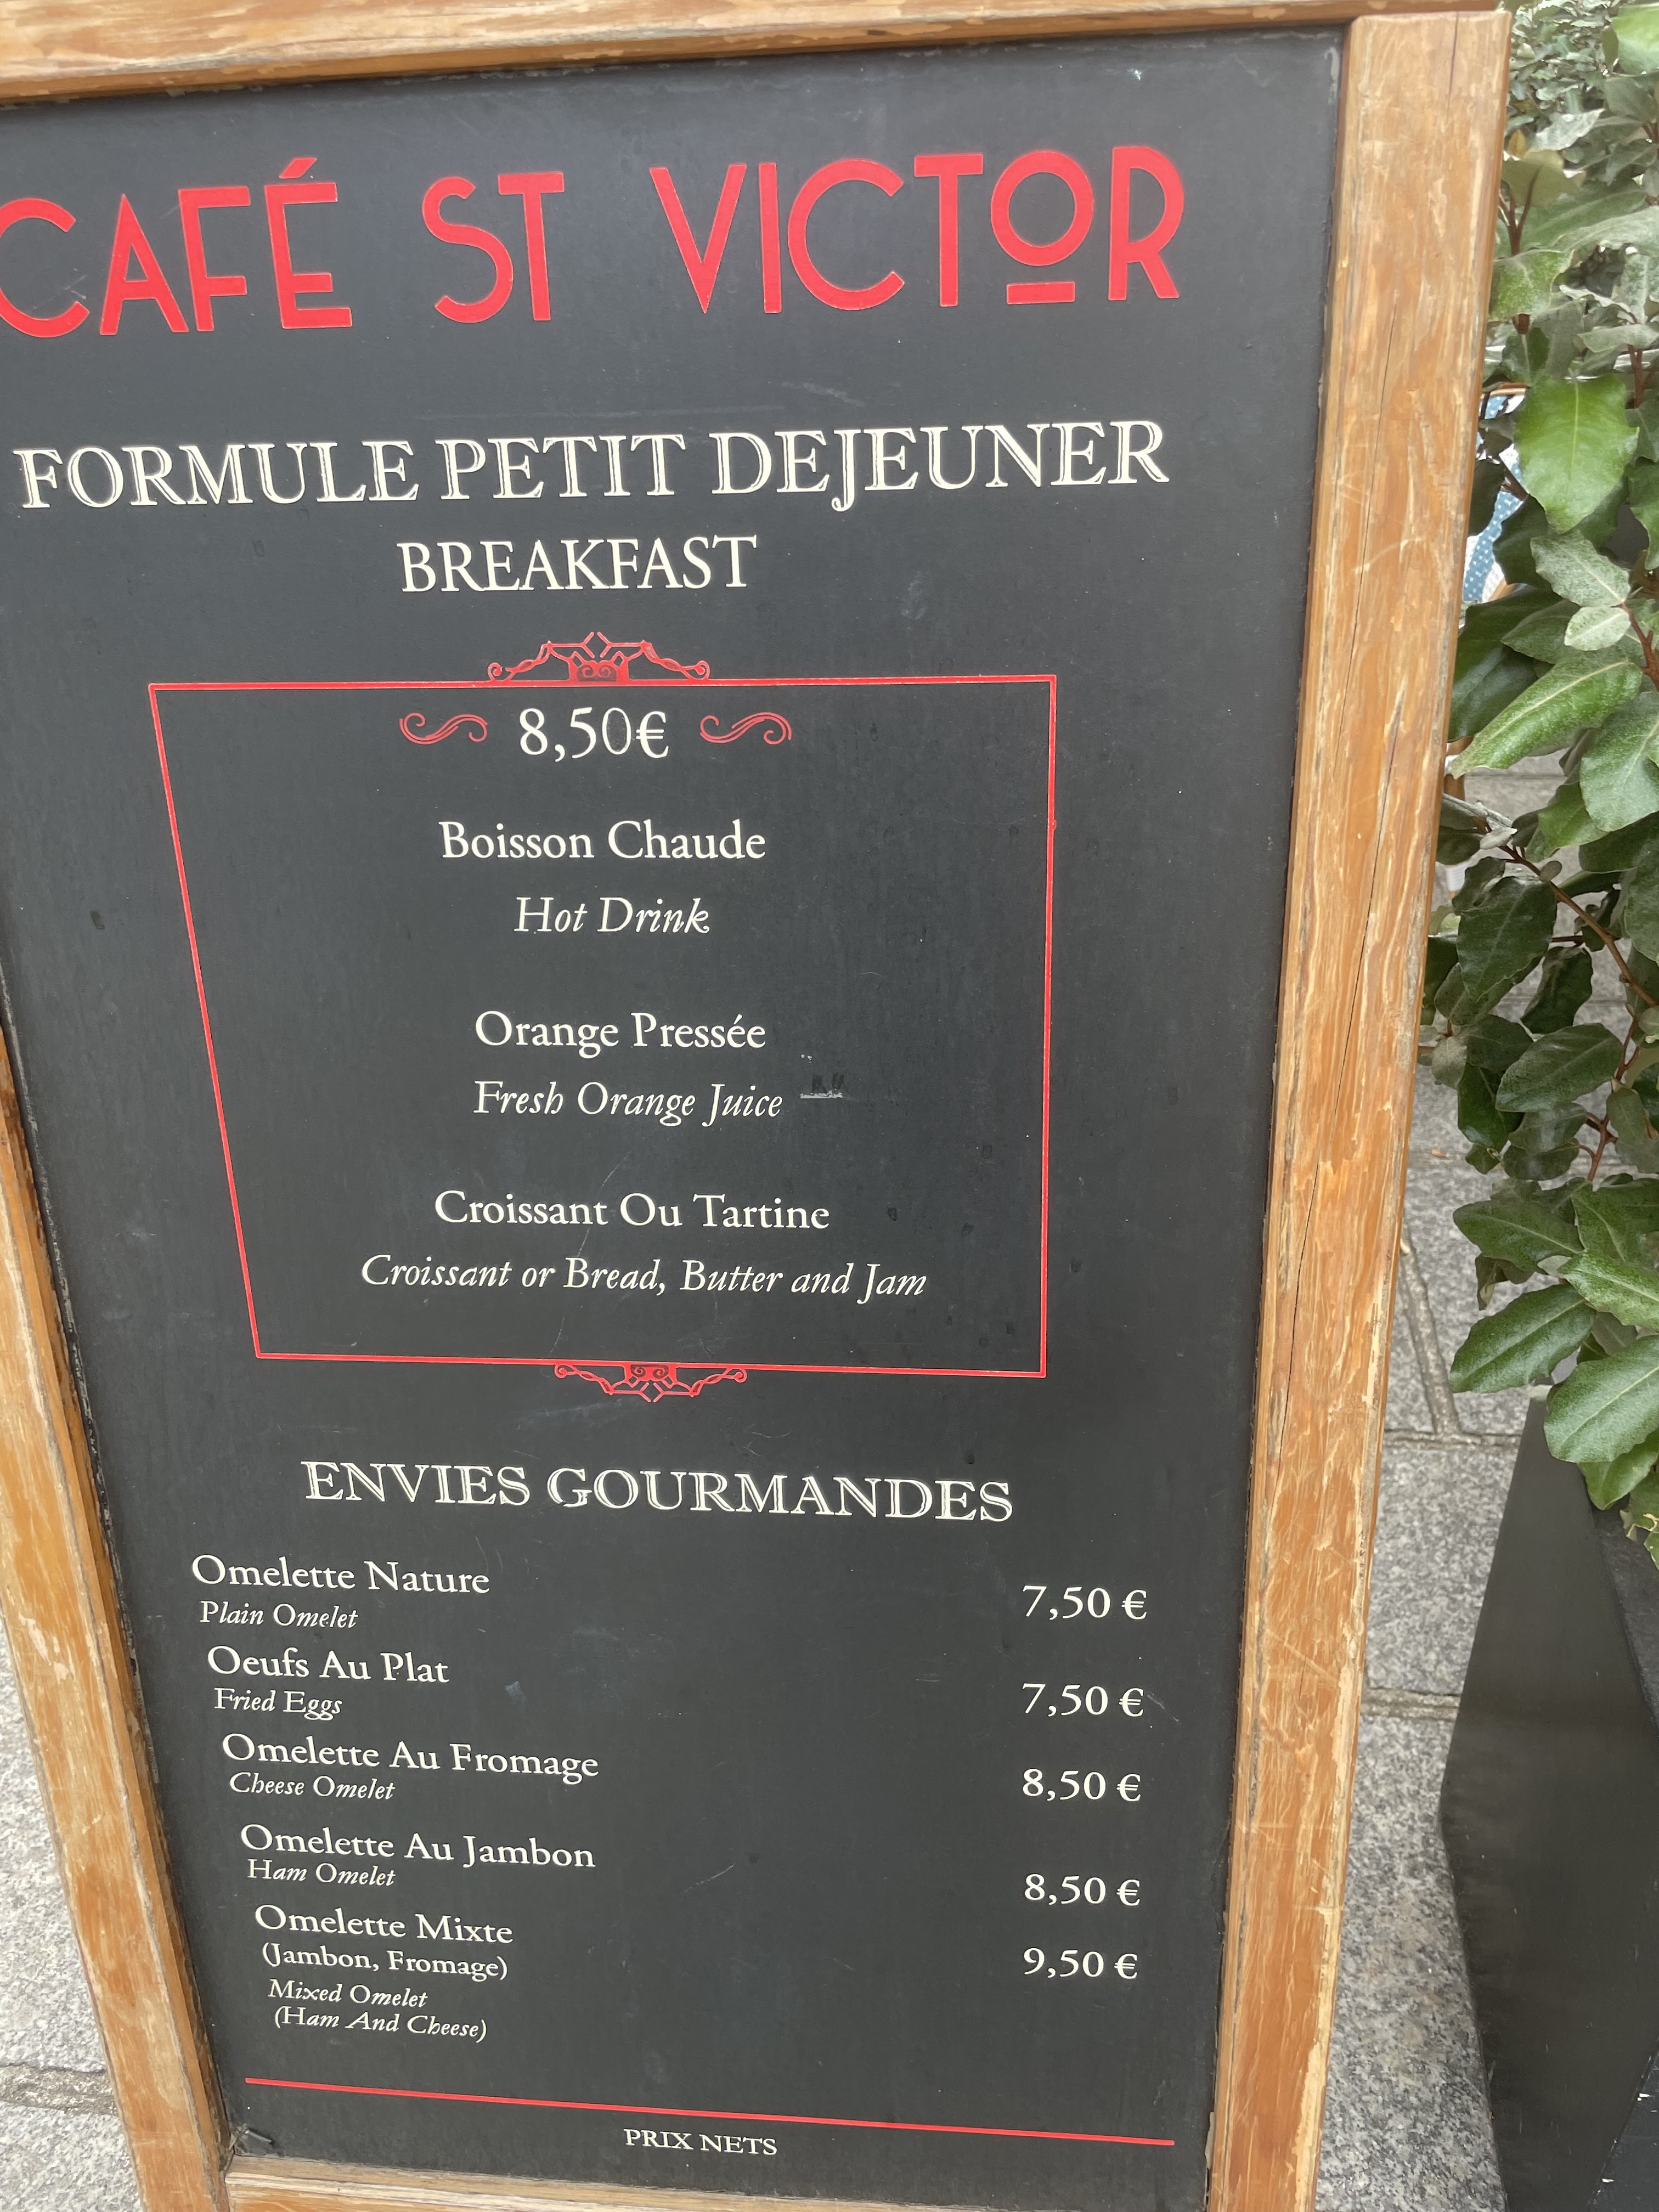 CAFÉ ST VICTOR
FORMULE PETIT DEJEUNER
BREAKFAST
8,50€
Boisson Chaude
Hot Drink
Orange Pressée
Fresh Orange Juice
Croissant Ou Tartine
Croissant or Bread, Butter and Jam
ENVIES GOURMANDES
Omelette Nature
Plain Omelet
7,50 €
Oeufs Au Plat
Fried Eggs
7,50 €
Omelette Au Fromage
Cheese Omelet
8,50 €
Omelette Au Jambon
Ham Omelet
8,50 €
Omelette Mixte
(Jambon, Fromage)
9,50 €
Mixed Omelet
(Ham And Cheese)
PRIX NETS